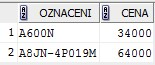 OZNACENI CENA
1 A600N 34000
2 A8JN-4P019M 64000